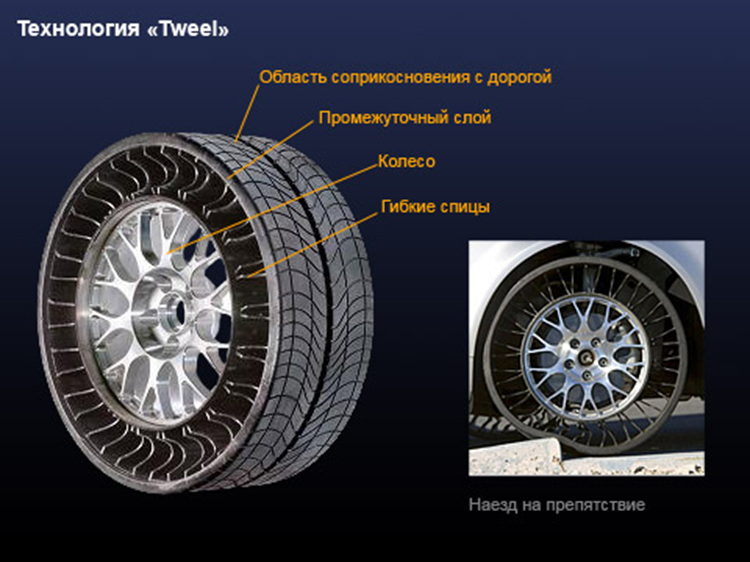 Технология «Tweel»
Область соприкосновения с дорогой
Промежуточный слой
Колесо
Гибкие спицы
Наезд на препятствие